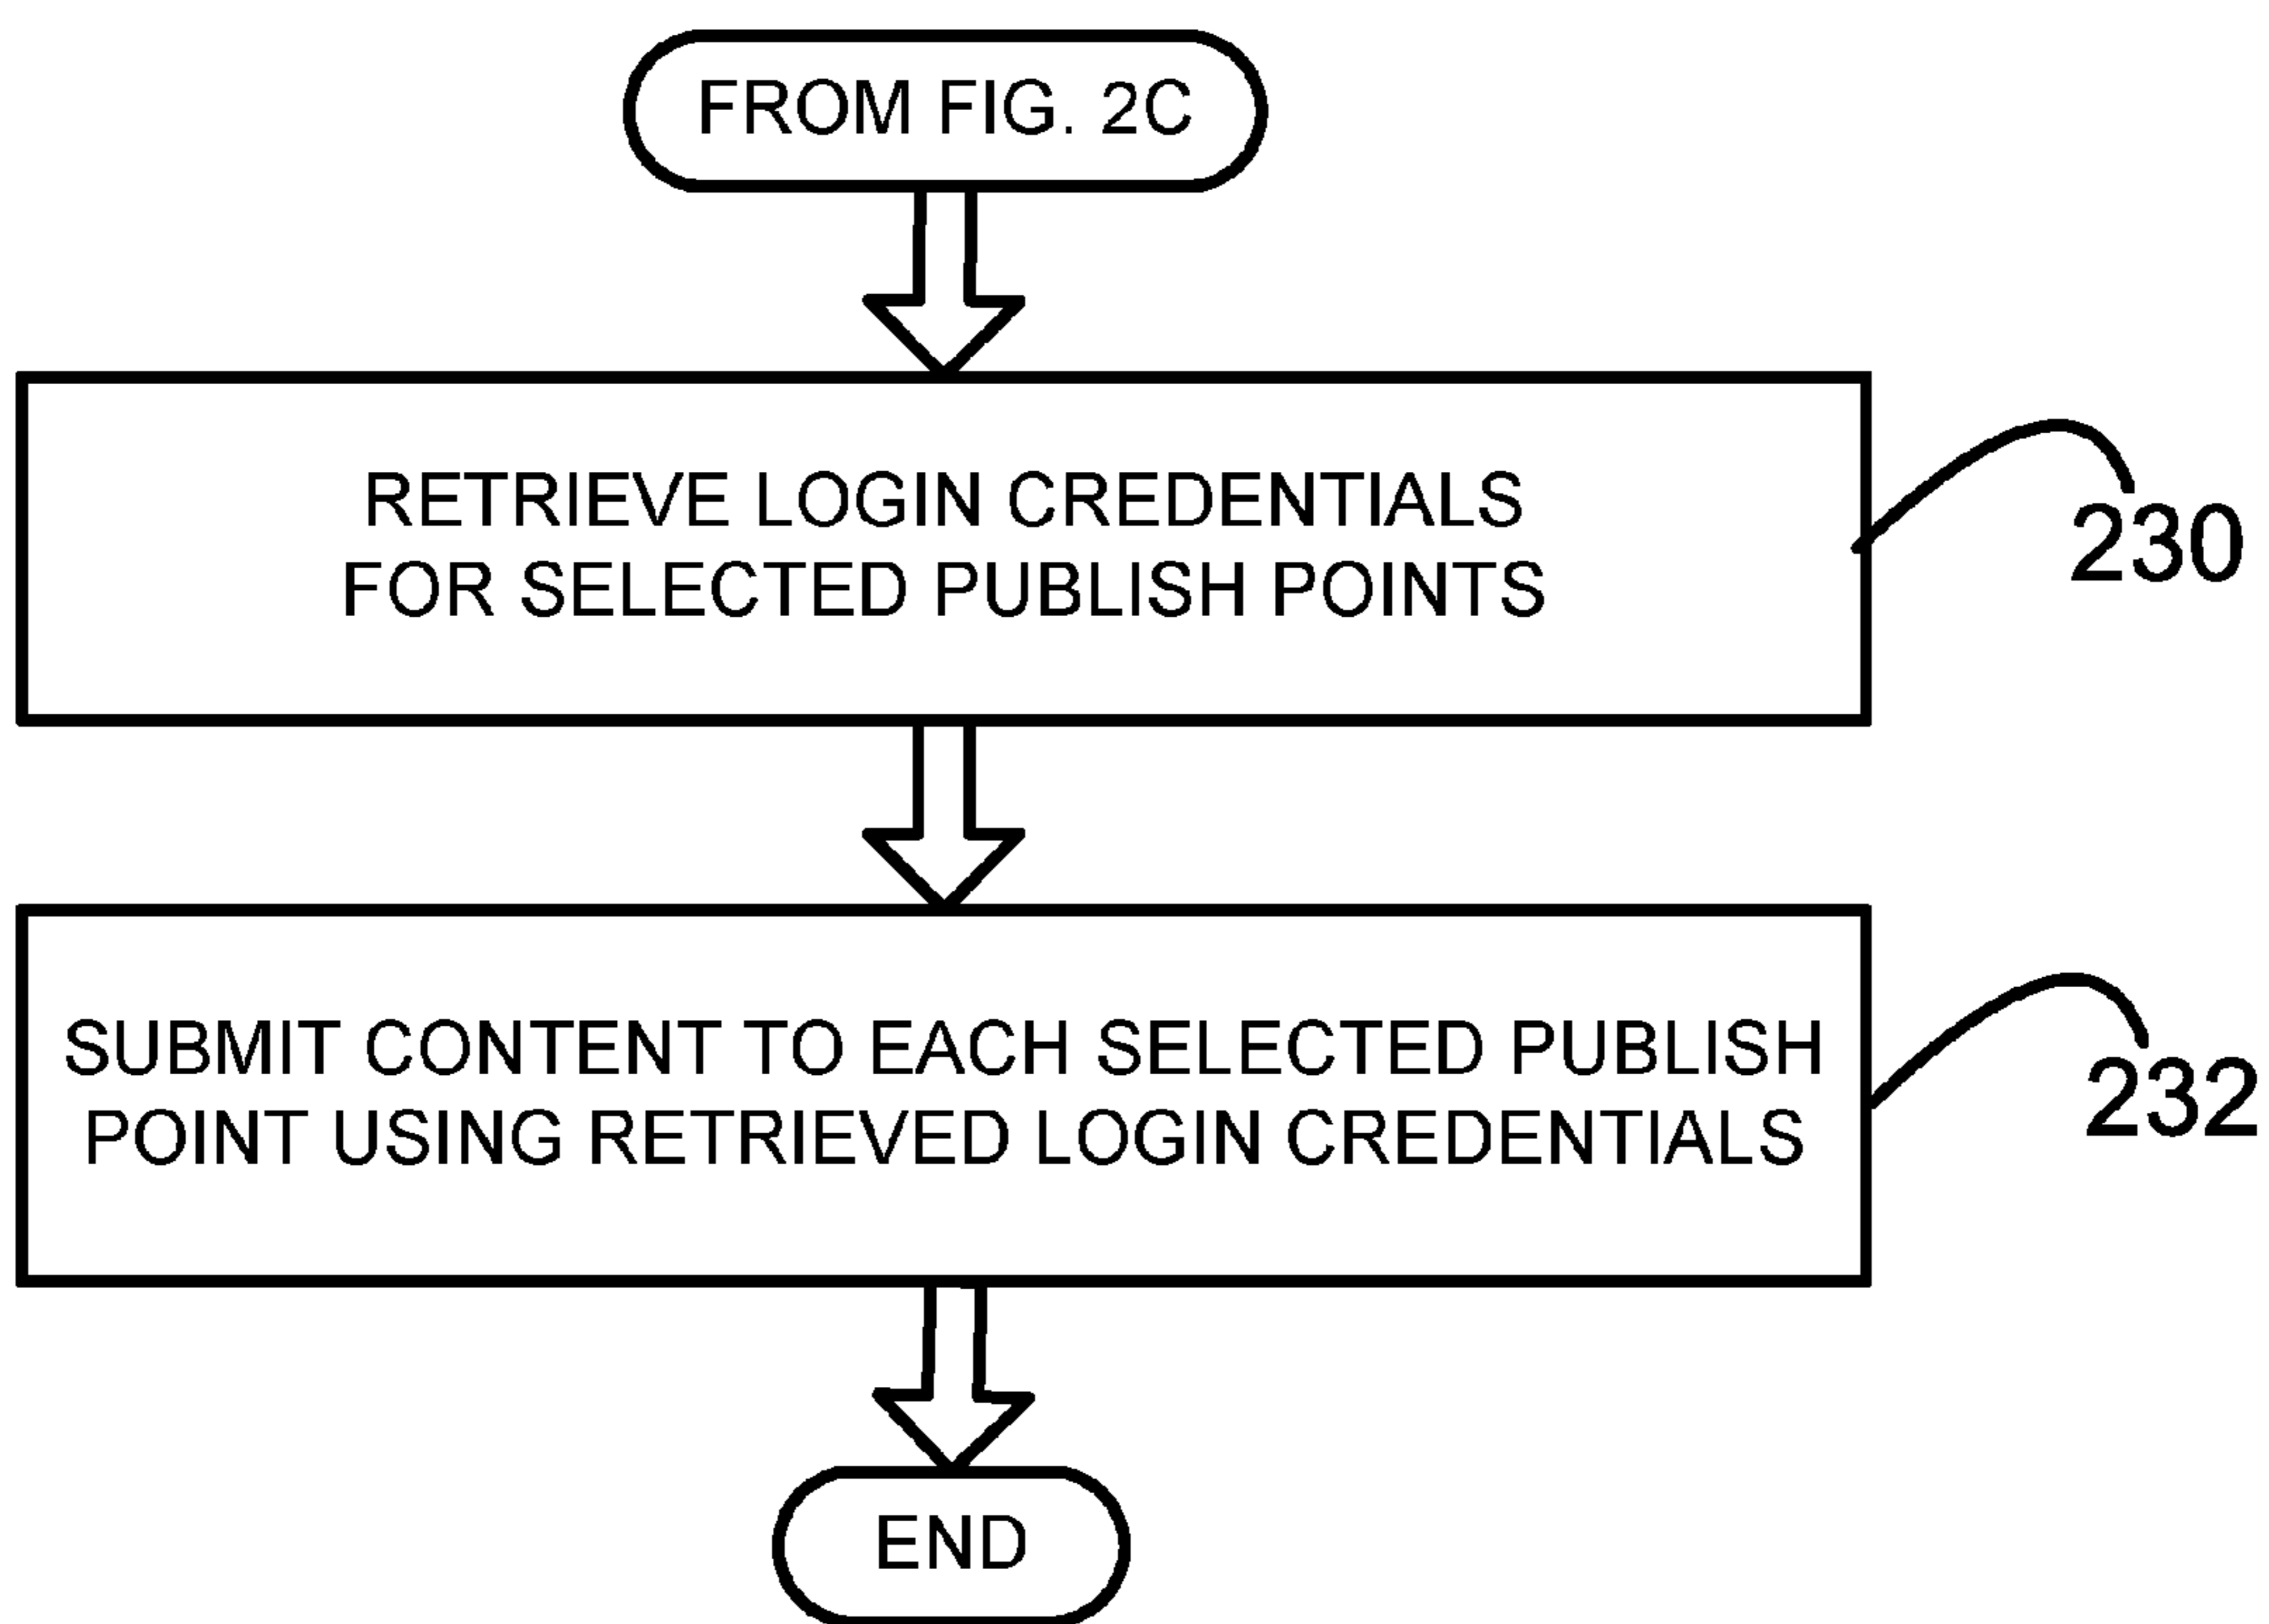 FROM FIG. 2C
RETRIEVE LOGIN CREDENTIALS
FOR SELECTED PUBLISH POINTS
230
SUBMIT CONTENT TO EACH SELECTED PUBLISH
POINT USING RETRIEVED LOGIN CREDENTIALS
232
END